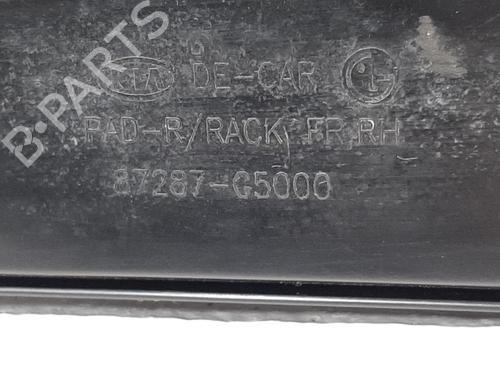 KIA DE-CAR
PAD-R/RACK, FR RH
87287-G5000
B-PARTS